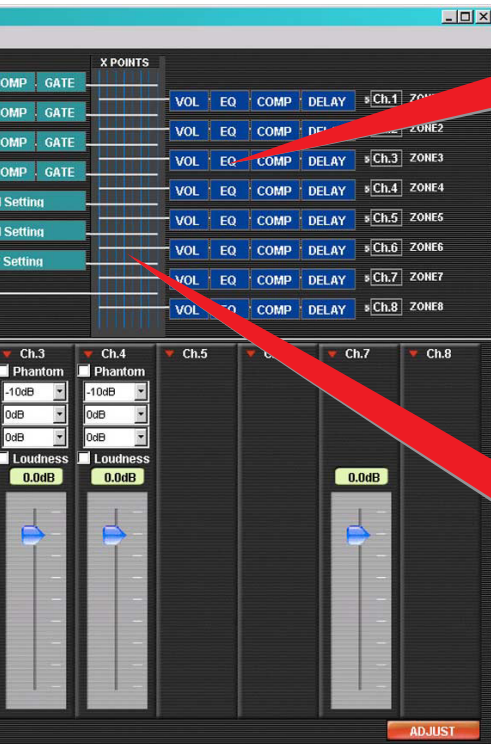 X POINTS
OMP GATE
VOL EQ COMP DELAY Ch.1
OMP GATE
VOL EQ COMP ZONE2
OMP GATE
VOL EQ COMP DELAY Ch.3 ZONE3
OMP GATE
VOL EQ COMP DELAY Ch.4 ZONE4
Setting
VOL EQ COMP DELAY Ch.5 ZONE5
Setting
VOL EQ COMP DELAY Ch.6 ZONE6
Setting
VOL EQ COMP DELAY Ch.7 ZONE7
VOL EQ COMP DELAY Ch.8 ZONE8
Ch.3 Ch.4 Ch.5 Ch.7 Ch.8
Phantom Phantom
-10dB -10dB
0dB 0dB
0dB 0dB
Loudness Loudness
0.0dB 0.0dB 0.0dB
ADJUST